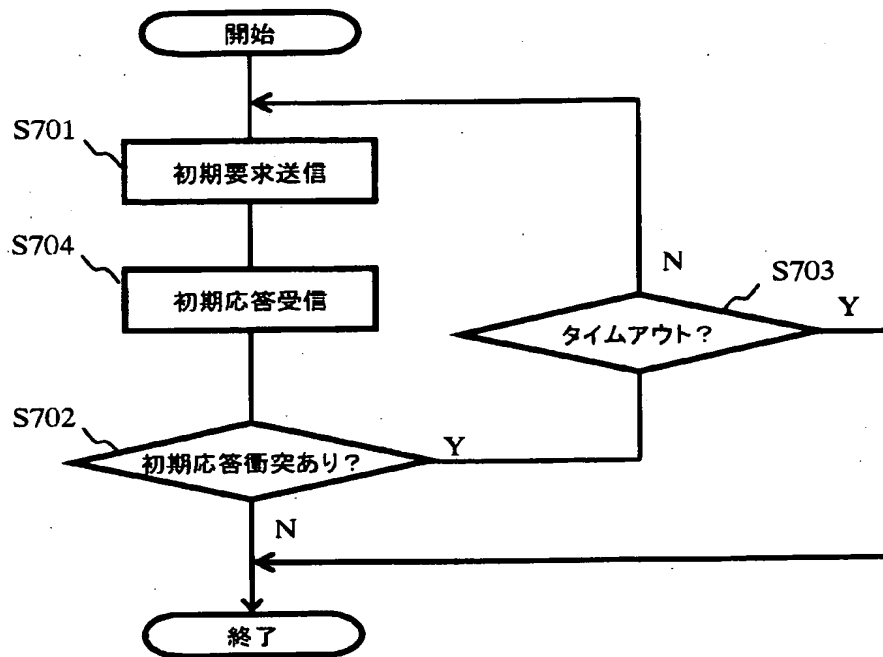 開始
S701
初期要求送信
S704
初期応答受信
N
S703
タイムアウト?
Y
S702
初期応答衝突あり?
Y
N
終了